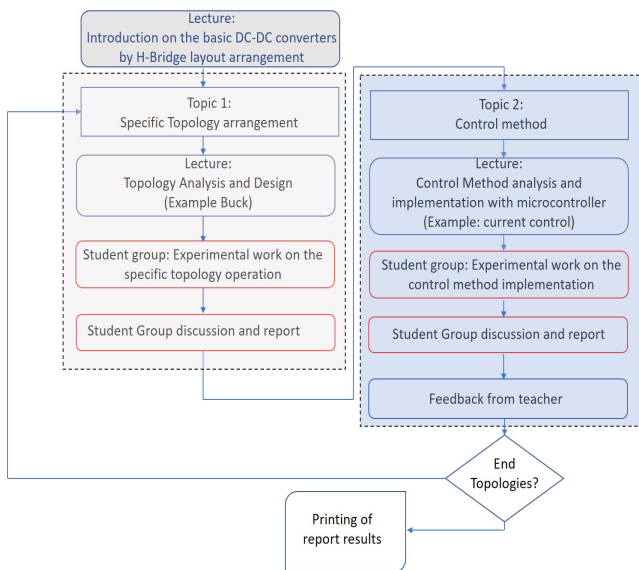 Lecture:
Introduction on the basic DC-DC converters
by H-Bridge layout arrangement
Topic 1:
Specific Topology arrangement
Lecture:
Topology Analysis and Design
(Example Buck)
Student group: Experimental work on the
specific topology operation
Student Group discussion and report
Topic 2:
Control method
Lecture:
Control Method analysis and
implementation with microcontroller
(Example: current control)
Student group: Experimental work on the
control method implementation
Student Group discussion and report
Feedback from teacher
End
Topologies?
Printing of
report results